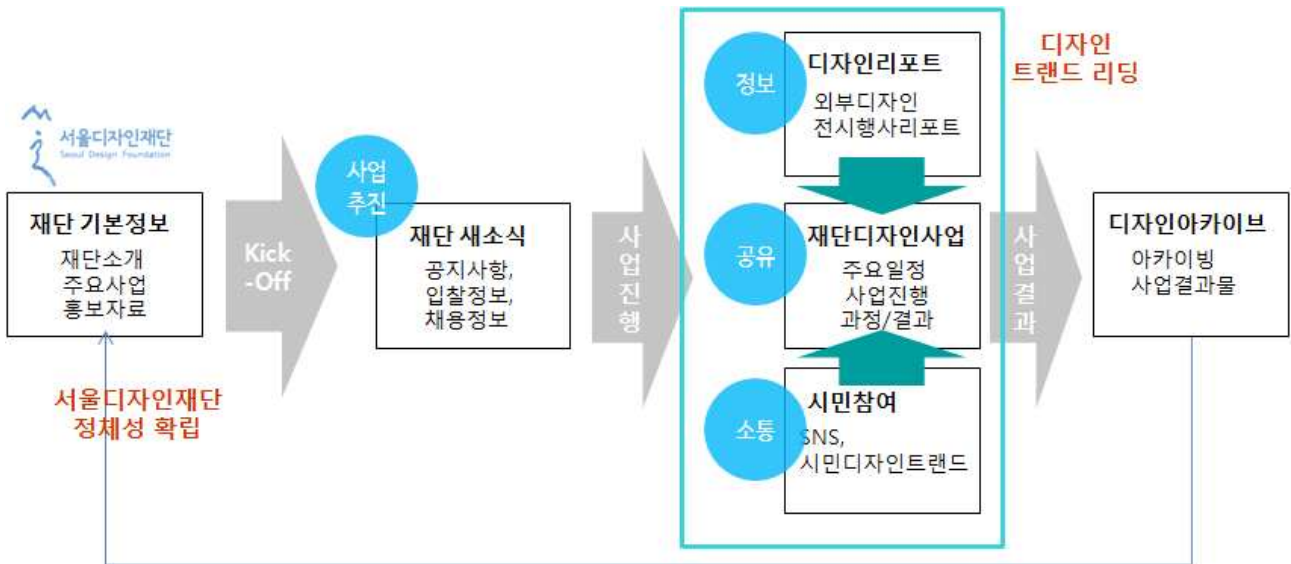 서울디자인재단
Seoul Design Foundation
재단 기본정보
재단소개
주요사업
홍보자료
서울디자인재단
정체성 확립
Kick
-Off
사업
추진
재단 새소식
공지사항,
입찰정보,
채용정보
사업진행
정보
디자인리포트
외부디자인
전시행사리포트
공유
재단디자인사업
주요일정
사업진행
과정/결과
소통
시민참여
SNS,
시민디자인트랜드
디자인
트랜드 리딩
사업결과
디자인아카이브
아카이빙
사업결과물